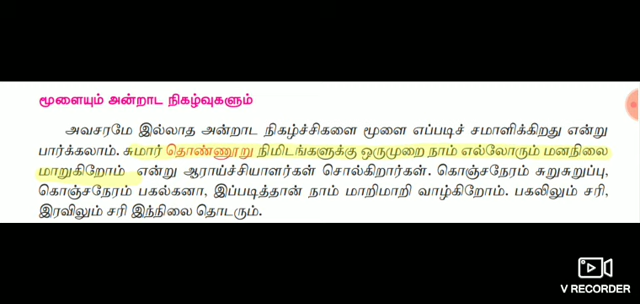 மூளையும் அன்றாட நிகழ்வுகளும்
அவசரமே இல்லாத அன்றாட நிகழ்ச்சிகளை மூளை எப்படிச் சமாளிக்கிறது என்று
பார்க்கலாம். சுமார் தொண்ணூறு நிமிடங்களுக்கு ஒருமுறை நாம் எல்லோரும் மனநிலை
மாறுகிறோம் என்று ஆராய்ச்சியாளர்கள் சொல்கிறார்கள். கொஞ்சநேரம் சுறுசுறுப்பு,
கொஞ்சநேரம் பகல்கனா, இப்படித்தான் நாம் மாறிமாறி வாழ்கிறோம். பகலிலும் சரி,
இரவிலும் சரி இந்நிலை தொடரும்.
V RECORDER